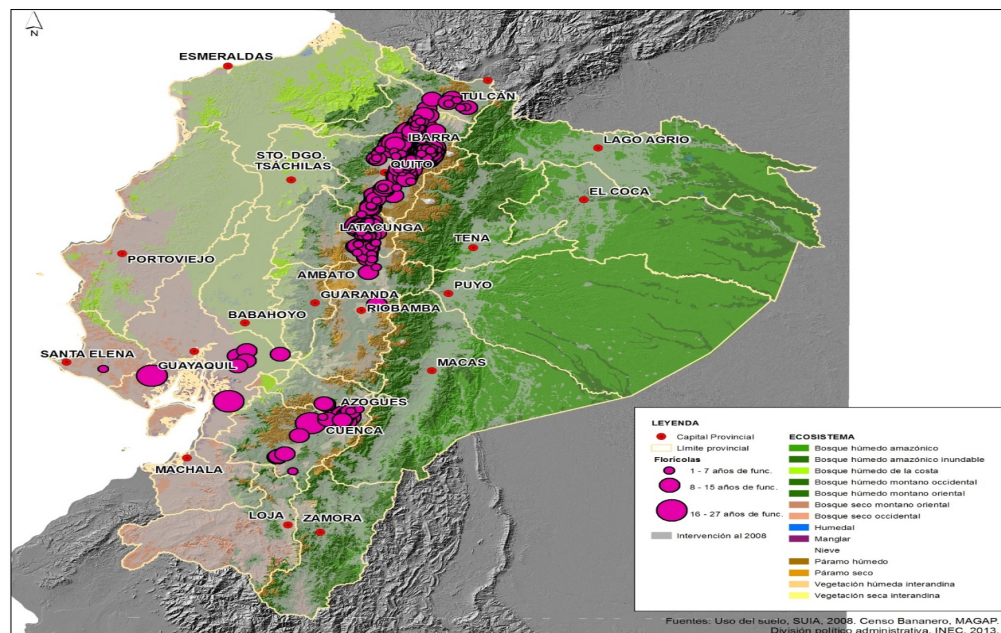 N
ESMERALDAS
TULCÁN
IBARRA
LAGO AGRIO
STO. DGO.
TSÁCHILAS
QUITO
EL COCA
LATACUNGA
TENA
PORTOVIEJO
AMBATO
PUYO
GUARANDA
RIOBAMBA
BABAHOYO
SANTA ELENA
GUAYAQUIL
MACAS
AZOGUES
CUENCA
MACHALA
LOJA
ZAMORA
LEYENDA
Capital Provincial
Límite provincial
Florícolas
1 - 7 años de func.
8 - 15 años de func.
16 - 27 años de func.
Intervención al 2008
ECOSISTEMA
Bosque húmedo amazónico
Bosque húmedo amazónico inundable
Bosque húmedo de la costa
Bosque húmedo montano occidental
Bosque húmedo montano oriental
Bosque seco montano oriental
Bosque seco occidental
Humedal
Manglar
Nieve
Páramo húmedo
Páramo seco
Vegetación húmeda interandina
Vegetación seca interandina
Fuentes: Uso del suelo, SUIA, 2008. Censo Bananero, MAGAP.
División político administrativa, INEC, 2013.